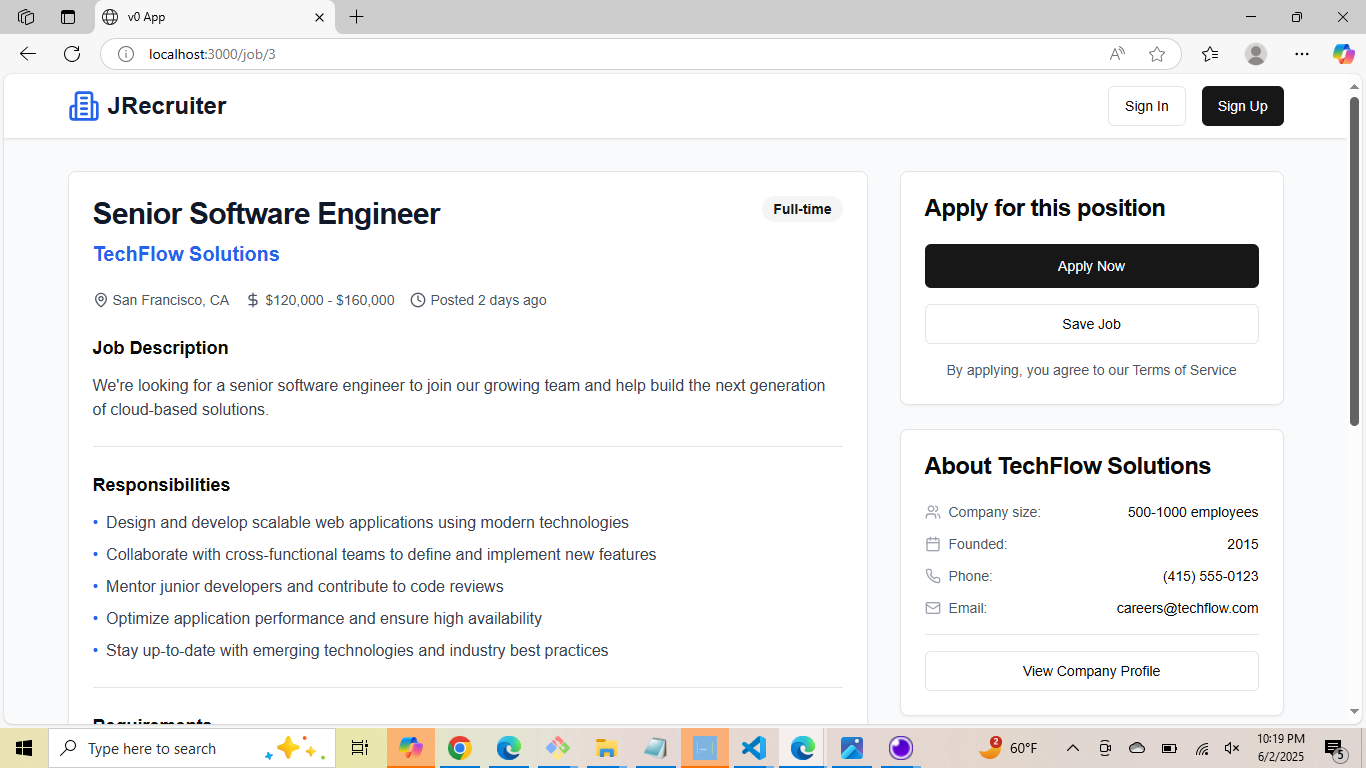 v0 App
localhost:3000/job/3
JRecruiter
Sign In
Sign Up
Senior Software Engineer
Full-time
TechFlow Solutions
San Francisco, CA
$120,000 - $160,000
Posted 2 days ago
Job Description
We're looking for a senior software engineer to join our growing team and help build the next generation
of cloud-based solutions.
Responsibilities
• Design and develop scalable web applications using modern technologies
• Collaborate with cross-functional teams to define and implement new features
• Mentor junior developers and contribute to code reviews
• Optimize application performance and ensure high availability
• Stay up-to-date with emerging technologies and industry best practices
Requirements
Apply for this position
Apply Now
Save Job
By applying, you agree to our Terms of Service
About TechFlow Solutions
Company size: 500-1000 employees
Founded: 2015
Phone: (415) 555-0123
Email: careers@techflow.com
View Company Profile
Type here to search
2
60°F
10:19 PM
6/2/2025
5